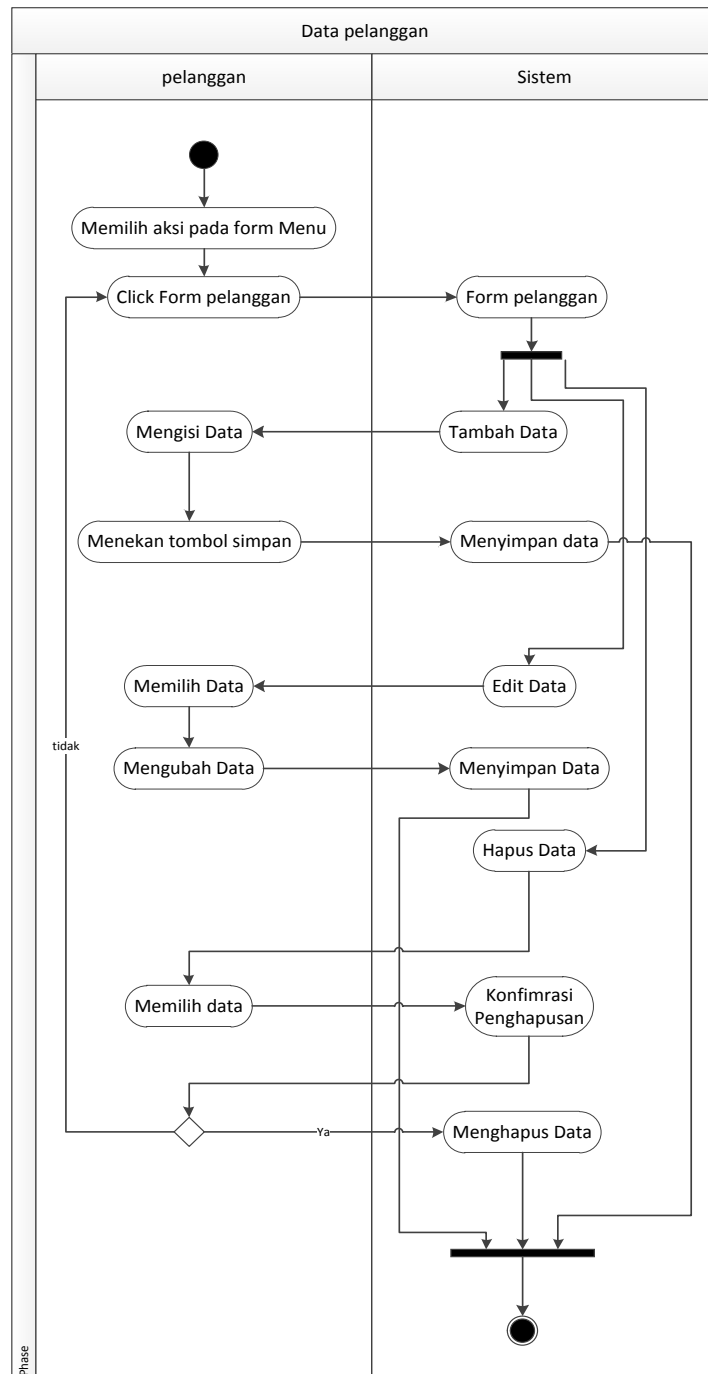 Data pelanggan
pelanggan
Sistem
Memilih aksi pada form Menu
Click Form pelanggan
Form pelanggan
Mengisi Data
Tambah Data
Menekan tombol simpan
Menyimpan data
Memilih Data
Edit Data
tidak
Mengubah Data
Menyimpan Data
Hapus Data
Memilih data
Konfimrasi
Penghapusan
Ya
Menghapus Data
Phase